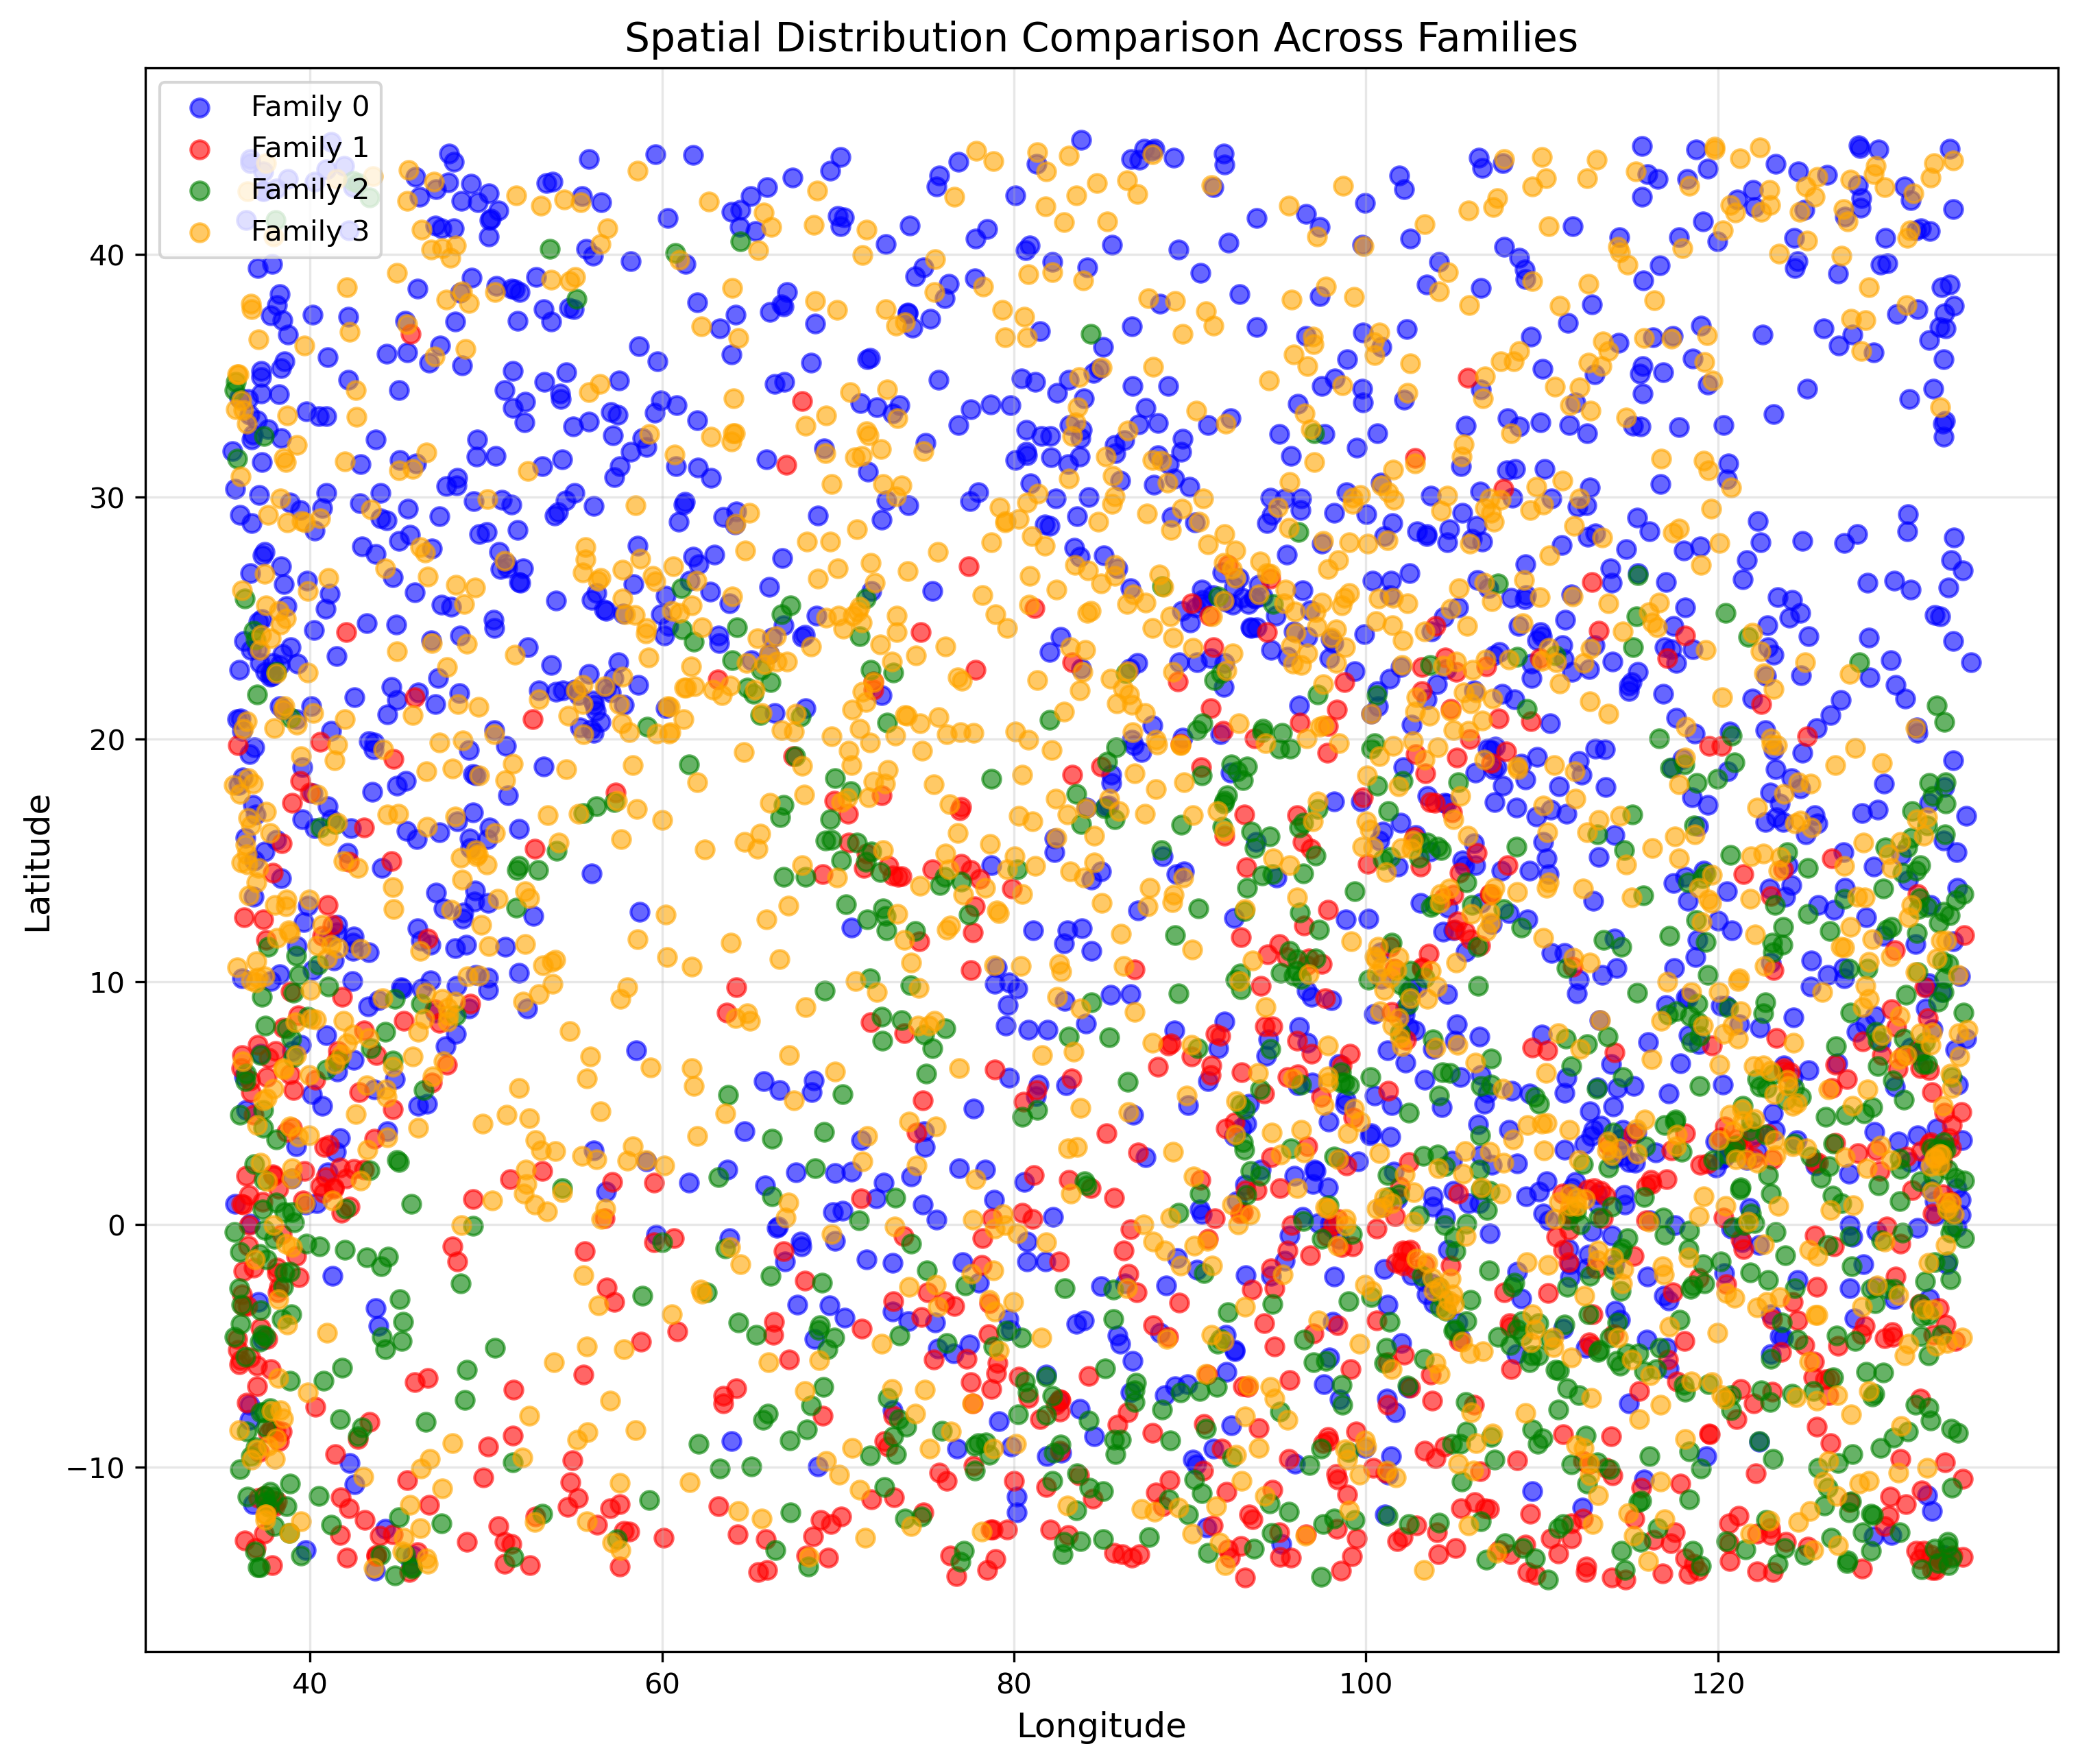 Spatial Distribution Comparison Across Families
Family 0
Family 1
Family 2
Family 3
40
30
20
10
0
−10
Latitude
40
60
80
100
120
Longitude